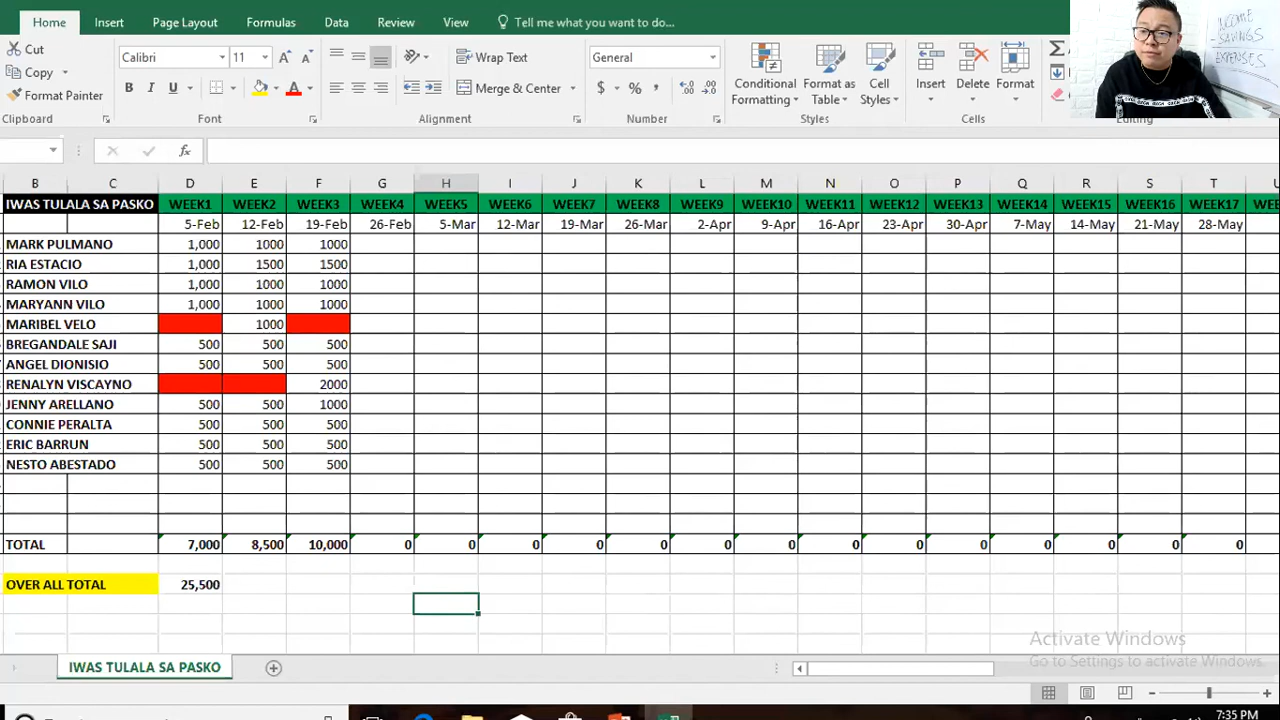 Home Insert Page Layout Formulas Data Review View Tell me what you want to do...
INCOME
- SAVINGS
EXPENSES
Cut
Copy
Format Painter
Clipboard
Calibri 11
B I U
Font
Wrap Text
Merge & Center
Alignment
General
$ % ,
Number
Conditional Formatting
Format as Table
Cell Styles
Styles
Insert Delete Format
Cells
Editing
fx
B C D E F G H I J K L M N O P Q R S T U
IWAS TULALA SA PASKO WEEK1 WEEK2 WEEK3 WEEK4 WEEK5 WEEK6 WEEK7 WEEK8 WEEK9 WEEK10 WEEK11 WEEK12 WEEK13 WEEK14 WEEK15 WEEK16 WEEK17 WE
5-Feb 12-Feb 19-Feb 26-Feb 5-Mar 12-Mar 19-Mar 26-Mar 2-Apr 9-Apr 16-Apr 23-Apr 30-Apr 7-May 14-May 21-May 28-May
MARK PULMANO 1,000 1000 1000
RIA ESTACIO 1,000 1500 1500
RAMON VILO 1,000 1000 1000
MARYANN VILO 1,000 1000 1000
MARIBEL VELO 1000
BREGANDALE SAJI 500 500 500
ANGEL DIONISIO 500 500 500
RENALYN VISCAYNO 2000
JENNY ARELLANO 500 500 1000
CONNIE PERALTA 500 500 500
ERIC BARRUN 500 500 500
NESTO ABESTADO 500 500 500
TOTAL 7,000 8,500 10,000 0 0 0 0 0 0 0 0 0 0 0 0 0 0
OVER ALL TOTAL 25,500
Activate Windows
Go to Settings to activate Windows.
IWAS TULALA SA PASKO
7:35 PM